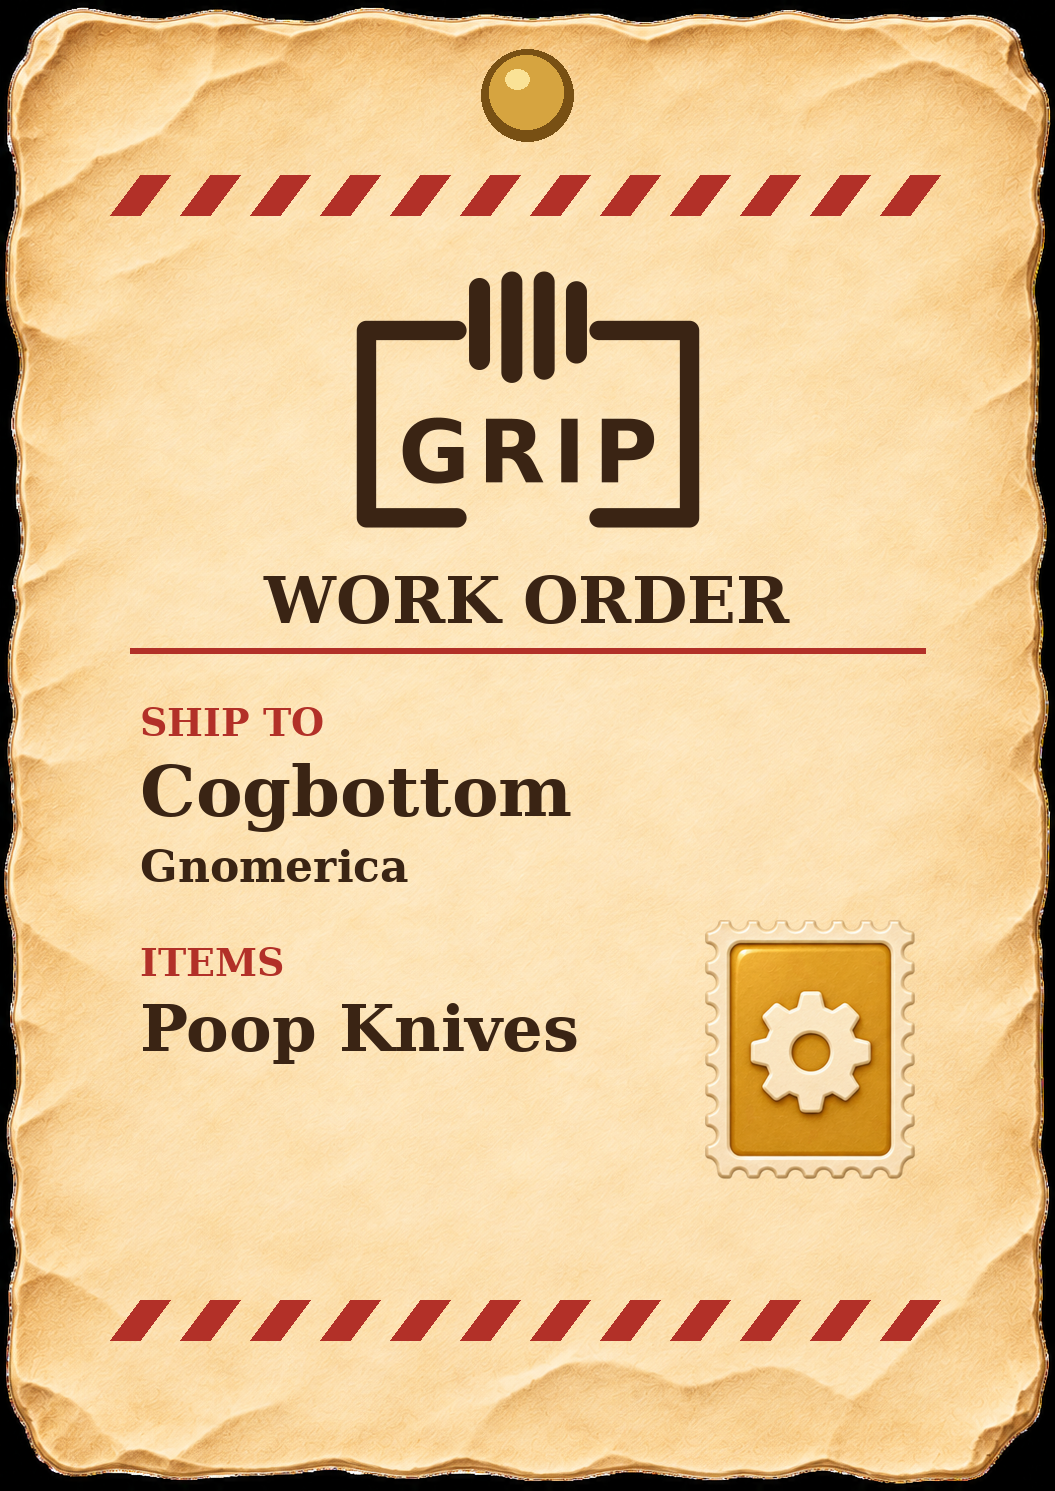 GRIP
WORK ORDER
SHIP TO
Cogbottom
Gnomerica
ITEMS
Poop Knives